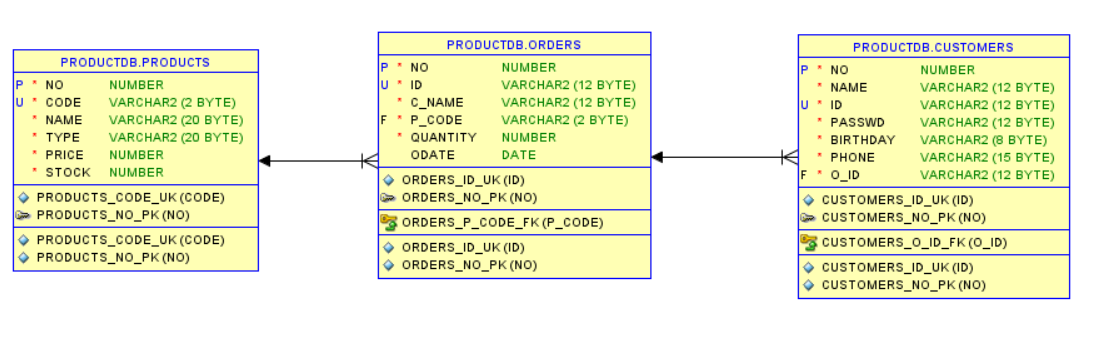 PRODUCTDB.PRODUCTS
P * NO NUMBER
U * CODE VARCHAR2 (2 BYTE)
* NAME VARCHAR2 (20 BYTE)
* TYPE VARCHAR2 (20 BYTE)
* PRICE NUMBER
* STOCK NUMBER
PRODUCTS_CODE_UK (CODE)
PRODUCTS_NO_PK (NO)
PRODUCTS_CODE_UK (CODE)
PRODUCTS_NO_PK (NO)
PRODUCTDB.ORDERS
P * NO NUMBER
U * ID VARCHAR2 (12 BYTE)
* C_NAME VARCHAR2 (12 BYTE)
F * P_CODE VARCHAR2 (2 BYTE)
* QUANTITY NUMBER
ODATE DATE
ORDERS_ID_UK (ID)
ORDERS_NO_PK (NO)
ORDERS_P_CODE_FK (P_CODE)
ORDERS_ID_UK (ID)
ORDERS_NO_PK (NO)
PRODUCTDB.CUSTOMERS
P * NO NUMBER
* NAME VARCHAR2 (12 BYTE)
U * ID VARCHAR2 (12 BYTE)
* PASSWD VARCHAR2 (12 BYTE)
* BIRTHDAY VARCHAR2 (8 BYTE)
* PHONE VARCHAR2 (15 BYTE)
F * O_ID VARCHAR2 (12 BYTE)
CUSTOMERS_ID_UK (ID)
CUSTOMERS_NO_PK (NO)
CUSTOMERS_O_ID_FK (O_ID)
CUSTOMERS_ID_UK (ID)
CUSTOMERS_NO_PK (NO)